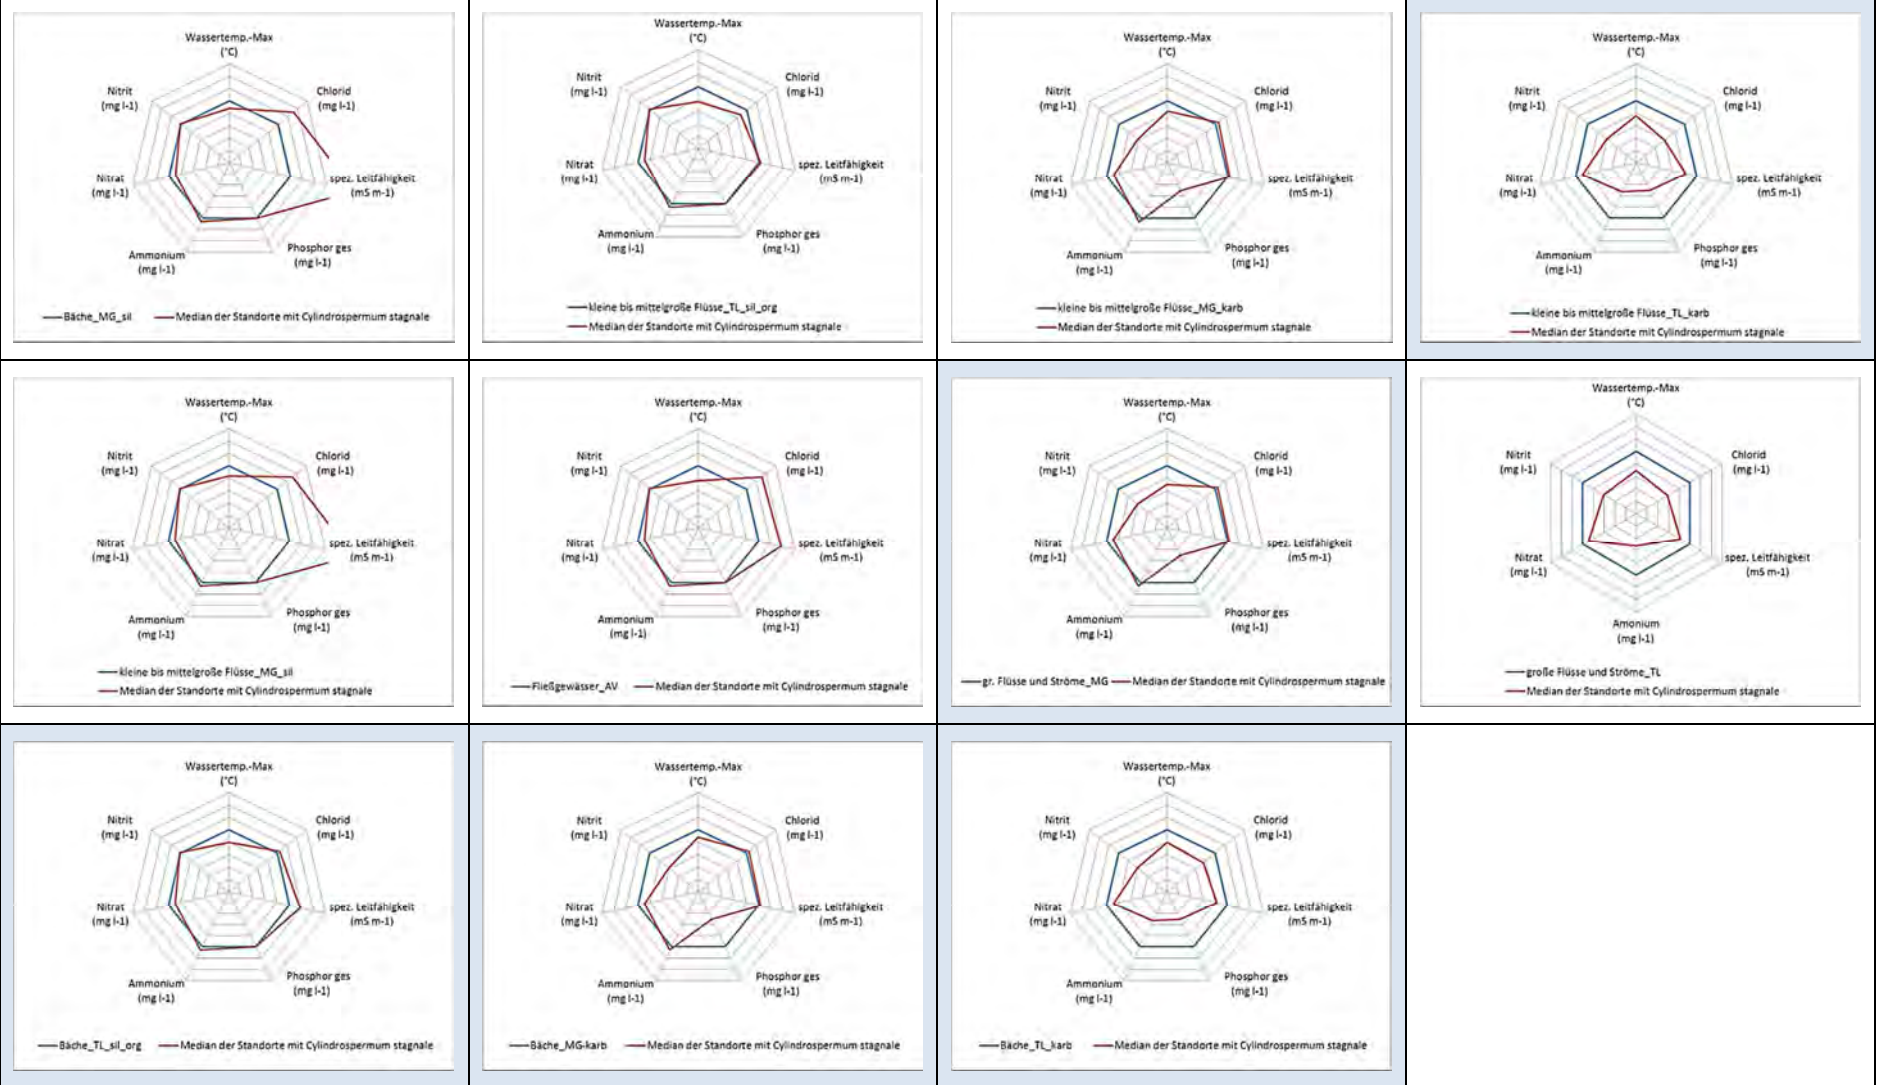 Wassertemp.-Max
(°C)
Nitrit
(mg l-1)
Chlorid
(mg l-1)
Nitrat
(mg l-1)
spez. Leitfähigkeit
(mS m-1)
Ammonium
(mg l-1)
Phosphor ges
(mg l-1)
Bäche_MG_sil
Median der Standorte mit Cylindrospermum stagnale
Wassertemp.-Max
(°C)
Nitrit
(mg l-1)
Chlorid
(mg l-1)
Nitrat
(mg l-1)
spez. Leitfähigkeit
(mS m-1)
Ammonium
(mg l-1)
Phosphor ges
(mg l-1)
kleine bis mittelgroße Flüsse_TL_sil_org
Median der Standorte mit Cylindrospermum stagnale
Wassertemp.-Max
(°C)
Nitrit
(mg l-1)
Chlorid
(mg l-1)
Nitrat
(mg l-1)
spez. Leitfähigkeit
(mS m-1)
Ammonium
(mg l-1)
Phosphor ges
(mg l-1)
kleine bis mittelgroße Flüsse_MG_karb
Median der Standorte mit Cylindrospermum stagnale
Wassertemp.-Max
(°C)
Nitrit
(mg l-1)
Chlorid
(mg l-1)
Nitrat
(mg l-1)
spez. Leitfähigkeit
(mS m-1)
Ammonium
(mg l-1)
Phosphor ges
(mg l-1)
kleine bis mittelgroße Flüsse_TL_karb
Median der Standorte mit Cylindrospermum stagnale
Wassertemp.-Max
(°C)
Nitrit
(mg l-1)
Chlorid
(mg l-1)
Nitrat
(mg l-1)
spez. Leitfähigkeit
(mS m-1)
Ammonium
(mg l-1)
Phosphor ges
(mg l-1)
kleine bis mittelgroße Flüsse_MG_sil
Median der Standorte mit Cylindrospermum stagnale
Wassertemp.-Max
(°C)
Nitrit
(mg l-1)
Chlorid
(mg l-1)
Nitrat
(mg l-1)
spez. Leitfähigkeit
(mS m-1)
Ammonium
(mg l-1)
Phosphor ges
(mg l-1)
Fließgewässer_AV
Median der Standorte mit Cylindrospermum stagnale
Wassertemp.-Max
(°C)
Nitrit
(mg l-1)
Chlorid
(mg l-1)
Nitrat
(mg l-1)
spez. Leitfähigkeit
(mS m-1)
Ammonium
(mg l-1)
Phosphor ges
(mg l-1)
gr. Flüsse und Ströme_MG
Median der Standorte mit Cylindrospermum stagnale
Wassertemp.-Max
(°C)
Nitrit
(mg l-1)
Chlorid
(mg l-1)
Nitrat
(mg l-1)
spez. Leitfähigkeit
(mS m-1)
Amonium
(mg l-1)
große Flüsse und Ströme_TL
Median der Standorte mit Cylindrospermum stagnale
Wassertemp.-Max
(°C)
Nitrit
(mg l-1)
Chlorid
(mg l-1)
Nitrat
(mg l-1)
spez. Leitfähigkeit
(mS m-1)
Ammonium
(mg l-1)
Phosphor ges
(mg l-1)
Bäche_TL_sil_org
Median der Standorte mit Cylindrospermum stagnale
Wassertemp.-Max
(°C)
Nitrit
(mg l-1)
Chlorid
(mg l-1)
Nitrat
(mg l-1)
spez. Leitfähigkeit
(mS m-1)
Ammonium
(mg l-1)
Phosphor ges
(mg l-1)
Bäche_MG-karb
Median der Standorte mit Cylindrospermum stagnale
Wassertemp.-Max
(°C)
Nitrit
(mg l-1)
Chlorid
(mg l-1)
Nitrat
(mg l-1)
spez. Leitfähigkeit
(mS m-1)
Ammonium
(mg l-1)
Phosphor ges
(mg l-1)
Bäche_TL_karb
Median der Standorte mit Cylindrospermum stagnale